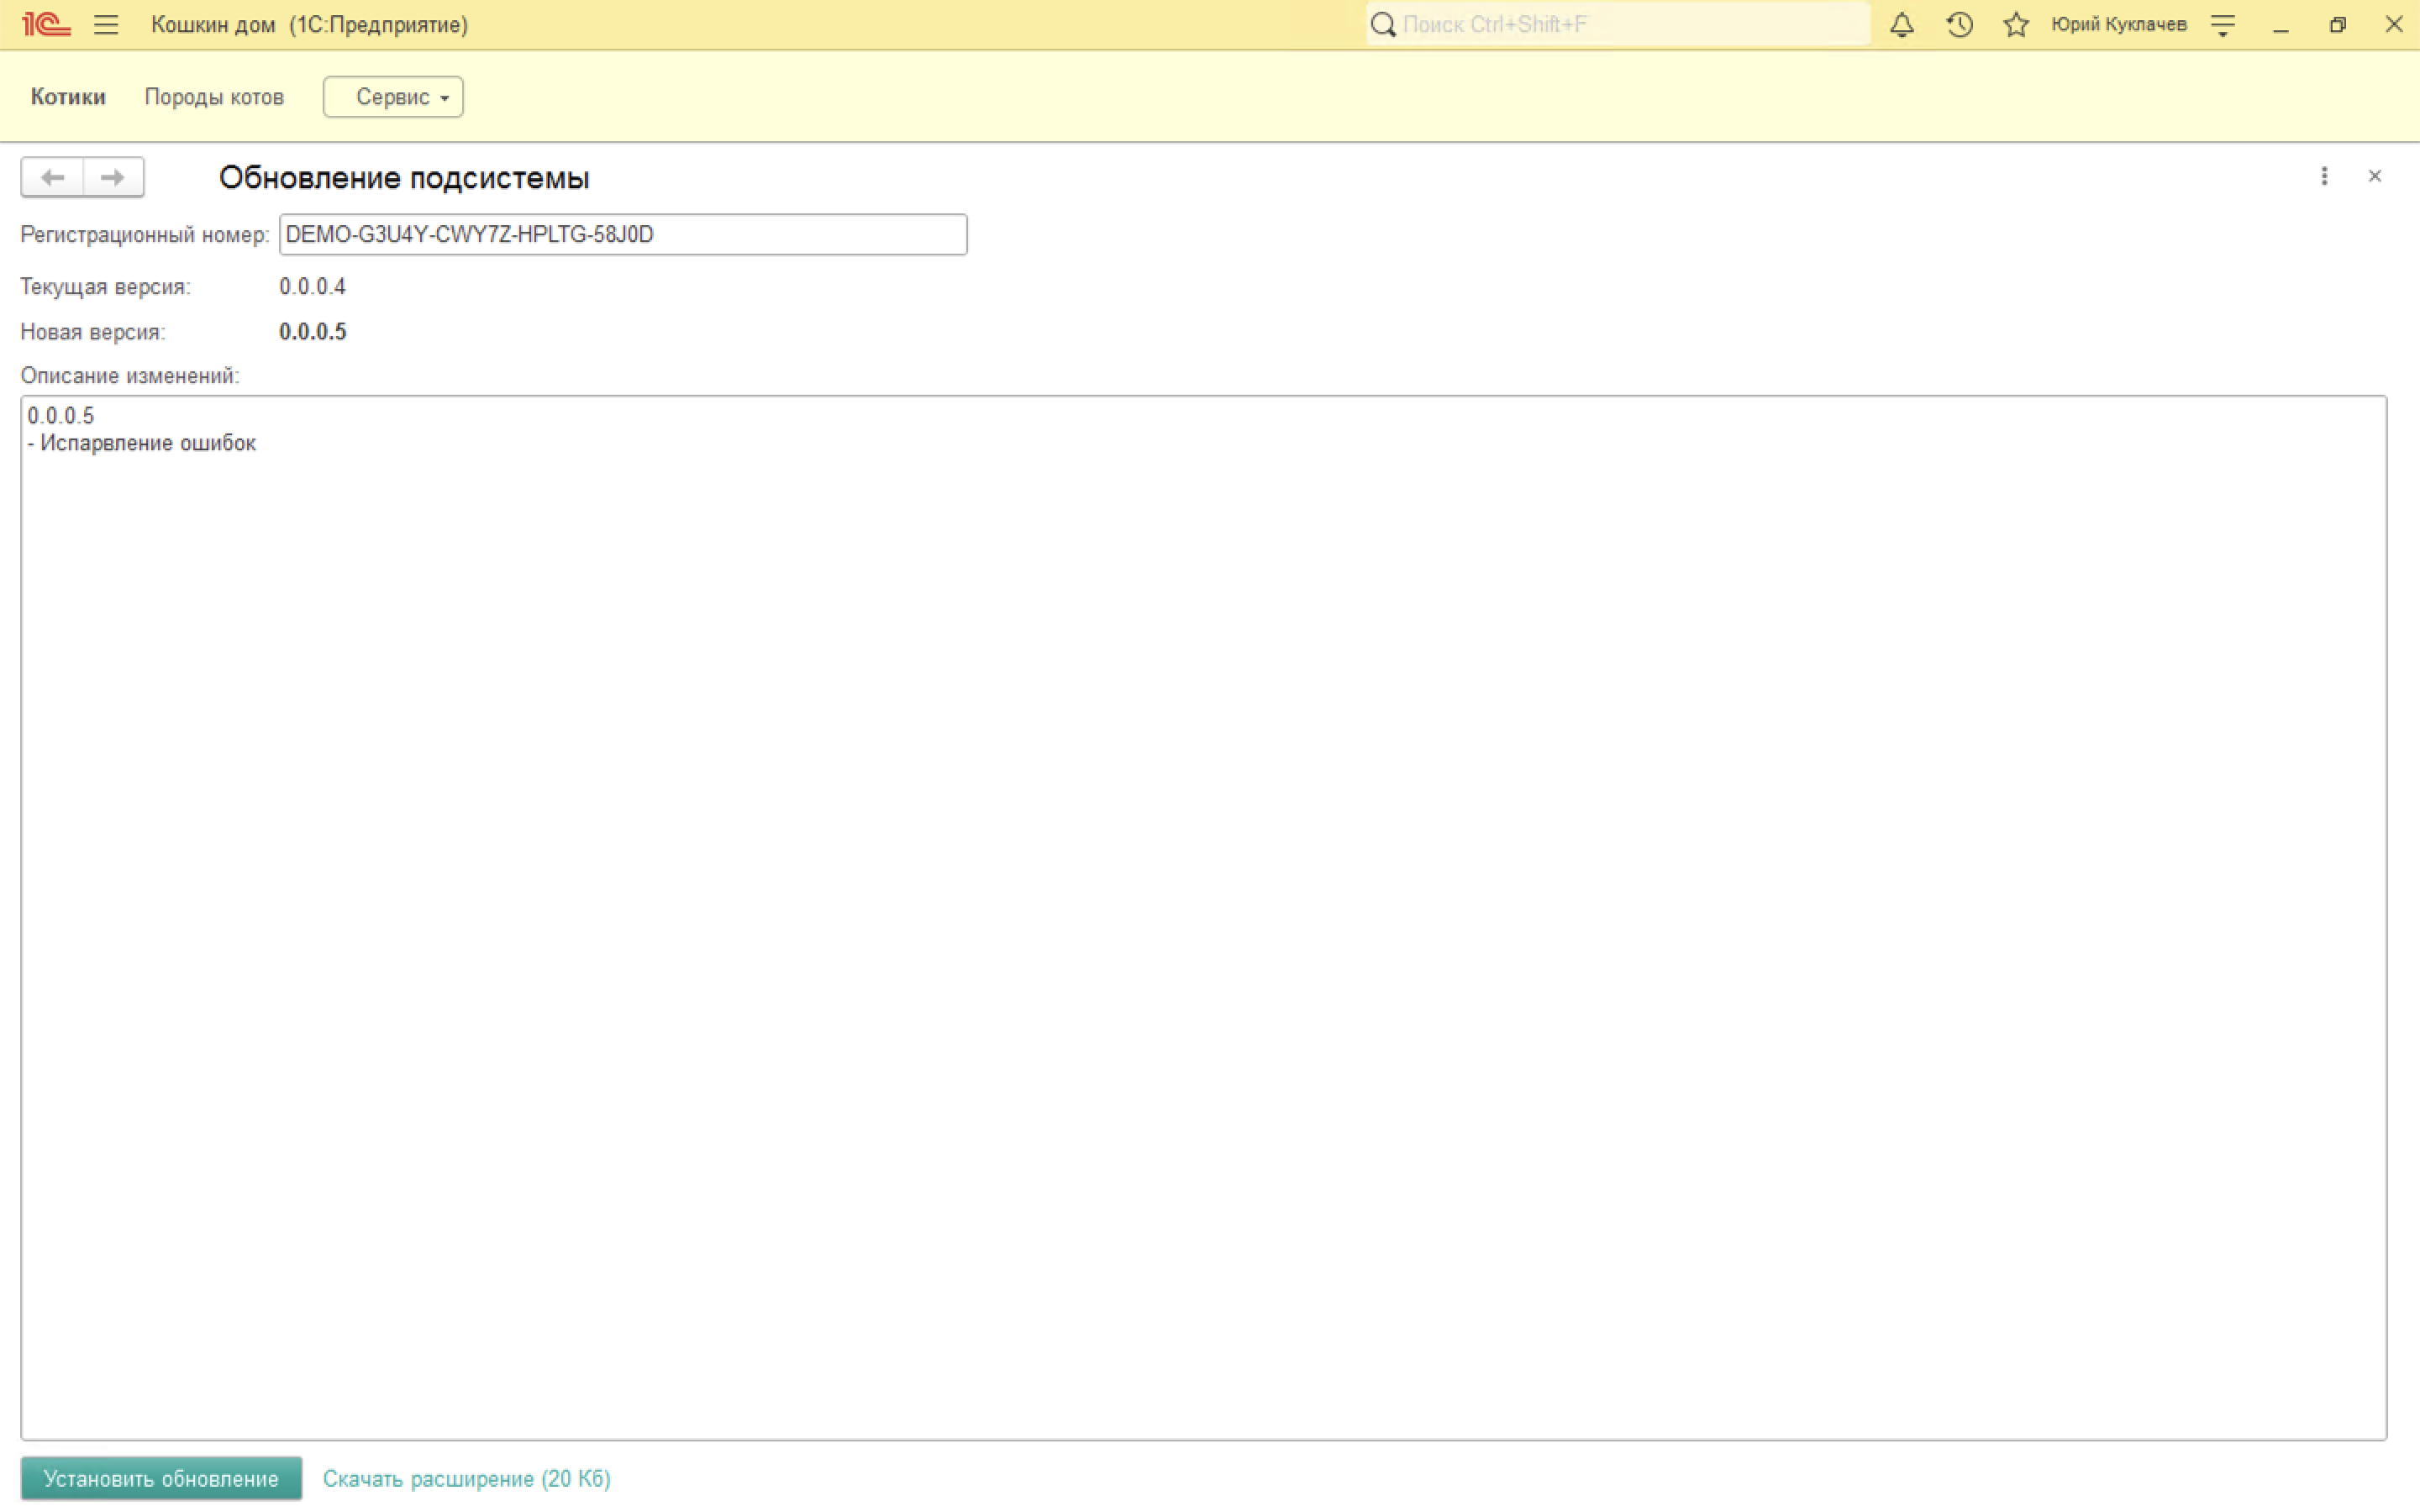 1С Кошкин дом (1С:Предприятие) Поиск Ctrl+Shift+F Юрий Куклачев
Котики Породы котов Сервис
Обновление подсистемы
Регистрационный номер: DEMO-G3U4Y-CWY7Z-HPLTG-58J0D
Текущая версия: 0.0.0.4
Новая версия: 0.0.0.5
Описание изменений:
0.0.0.5
- Испарвление ошибок
Установить обновление Скачать расширение (20 Кб)